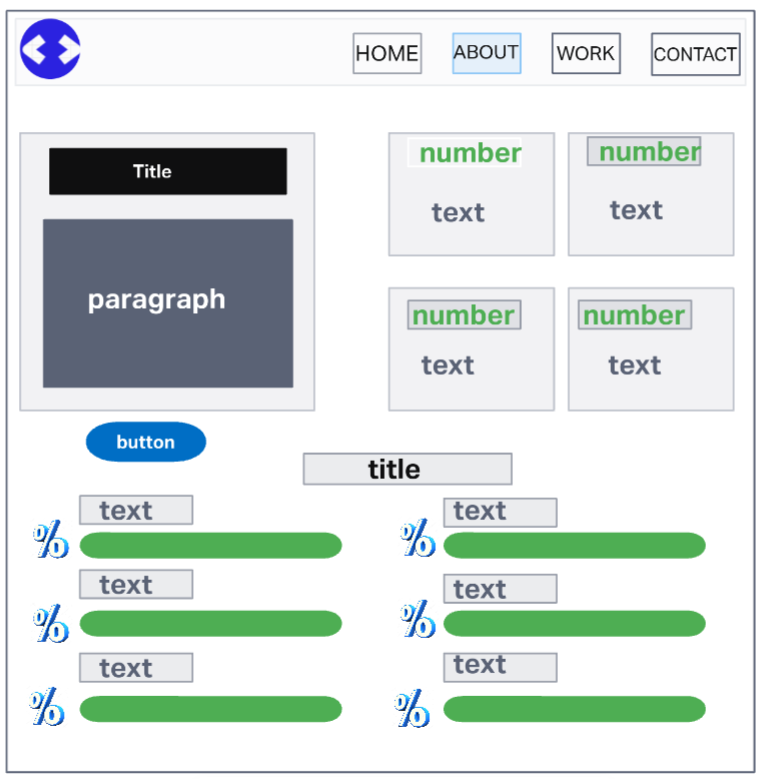 HOME ABOUT WORK CONTACT
Title
paragraph
number number
text text
number number
text text
button
title
text text
% %
text text
% %
text text
% %